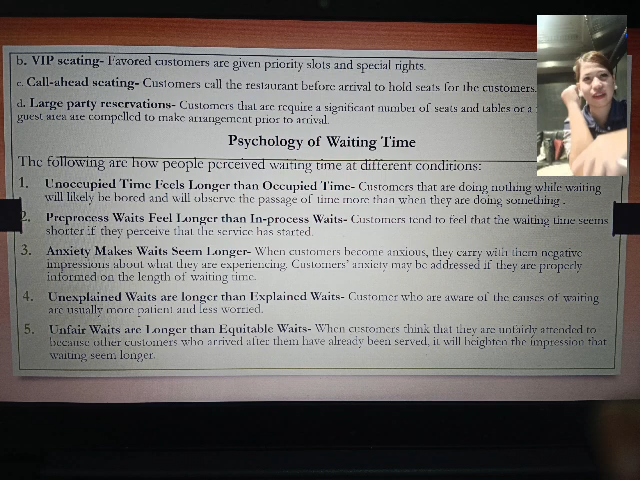 b. VIP seating- Favored customers are given priority slots and special rights.
c. Call-ahead seating- Customers call the restaurant before arrival to hold seats for the customers.
d. Large party reservations- Customers that are require a significant number of seats and tables or a
guest area are compelled to make arrangement prior to arrival.
Psychology of Waiting Time
The following are how people perceived waiting time at different conditions:
1. Unoccupied Time Feels Longer than Occupied Time- Customers that are doing nothing while waiting
will likely be bored and will observe the passage of time more than when they are doing something .
2. Preprocess Waits Feel Longer than In-process Waits- Customers tend to feel that the waiting time seems
shorter if they perceive that the service has started.
3. Anxiety Makes Waits Seem Longer- When customers become anxious, they carry with them negative
impressions about what they are experiencing. Customers' anxiety may be addressed if they are properly
informed on the length of waiting time.
4. Unexplained Waits are longer than Explained Waits- Customer who are aware of the causes of waiting
are usually more patient and less worried.
5. Unfair Waits are Longer than Equitable Waits- When customers think that they are unfairly attended to
because other customers who arrived after them have already been served, it will heighten the impression that
waiting seem longer.